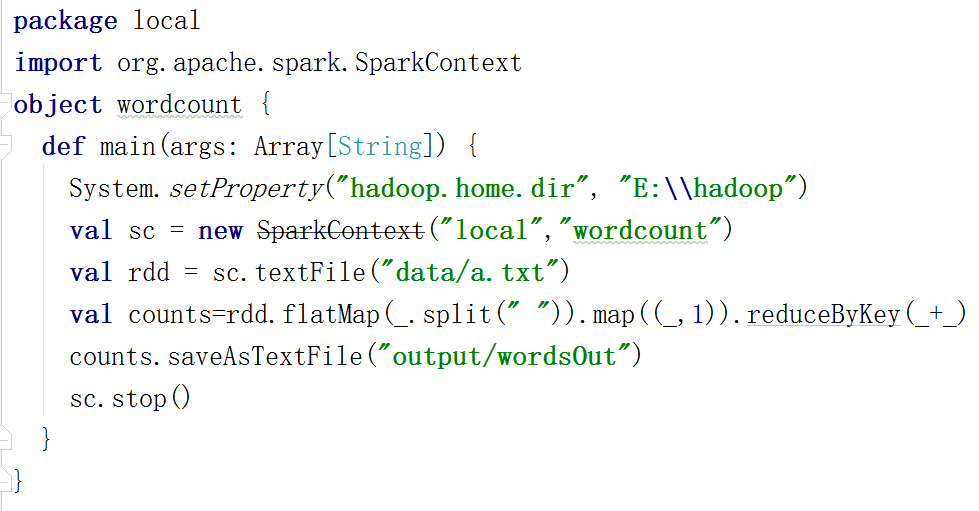 package local
import org.apache.spark.SparkContext
object wordcount {
  def main(args: Array[String]) {
    System.setProperty("hadoop.home.dir", "E:\\hadoop")
    val sc = new SparkContext("local","wordcount")
    val rdd = sc.textFile("data/a.txt")
    val counts=rdd.flatMap(_.split(" ")).map((_,1)).reduceByKey(_+_)
    counts.saveAsTextFile("output/wordsOut")
    sc.stop()
  }
}